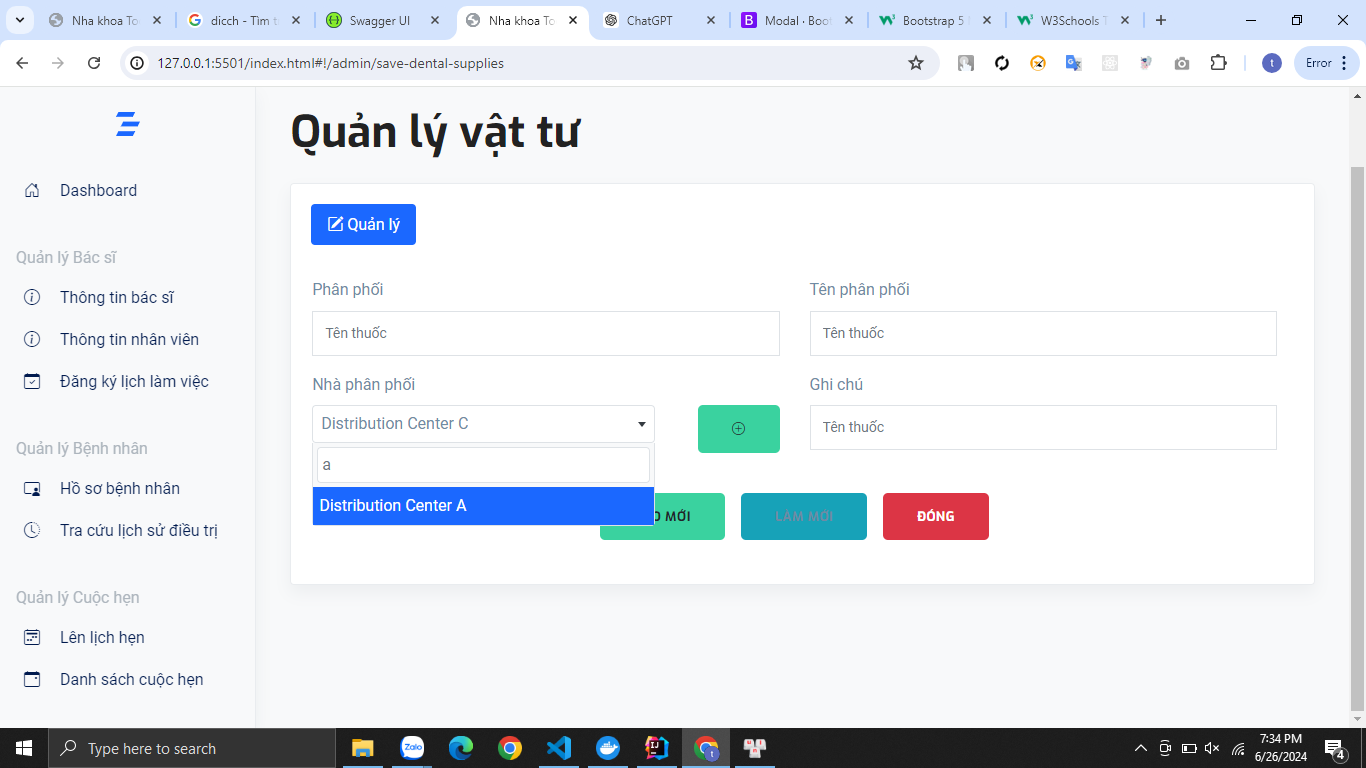 Nha khoa To
dicch - Tìm t
Swagger UI
Nha khoa To
ChatGPT
Modal · Boot
Bootstrap 5
W3Schools T
127.0.0.1:5501/index.html#!/admin/save-dental-supplies
t
Error
Quản lý vật tư
Dashboard
Quản lý Bác sĩ
Thông tin bác sĩ
Thông tin nhân viên
Đăng ký lịch làm việc
Quản lý Bệnh nhân
Hồ sơ bệnh nhân
Tra cứu lịch sử điều trị
Quản lý Cuộc hẹn
Lên lịch hẹn
Danh sách cuộc hẹn
Quản lý
Phân phối
Tên phân phối
Tên thuốc
Tên thuốc
Nhà phân phối
Ghi chú
Distribution Center C
Tên thuốc
a
Distribution Center A
O MỚI
LÀM MỚI
ĐÓNG
Type here to search
Zalo
7:34 PM
6/26/2024
4